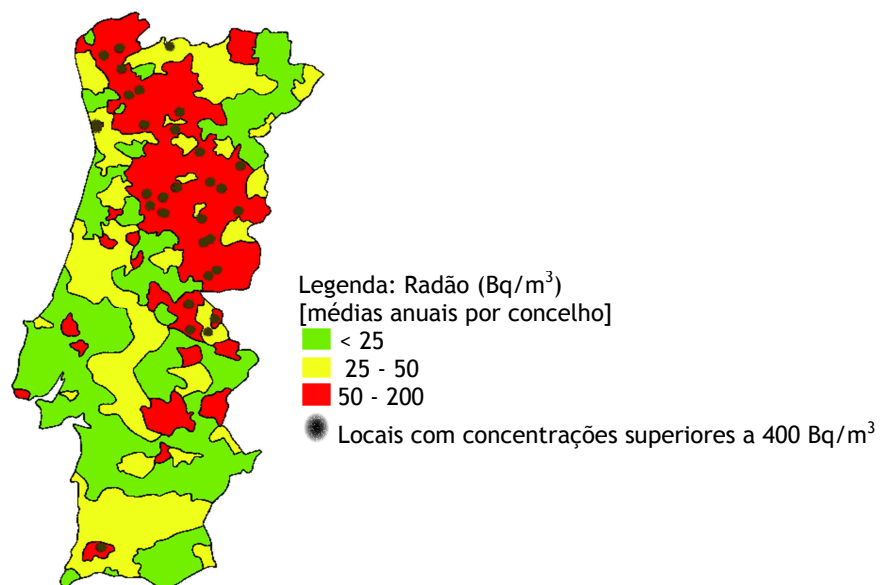 Legenda: Radão (Bq/m³)
[médias anuais por concelho]
< 25
25 - 50
50 - 200
Locais com concentrações superiores a 400 Bq/m³